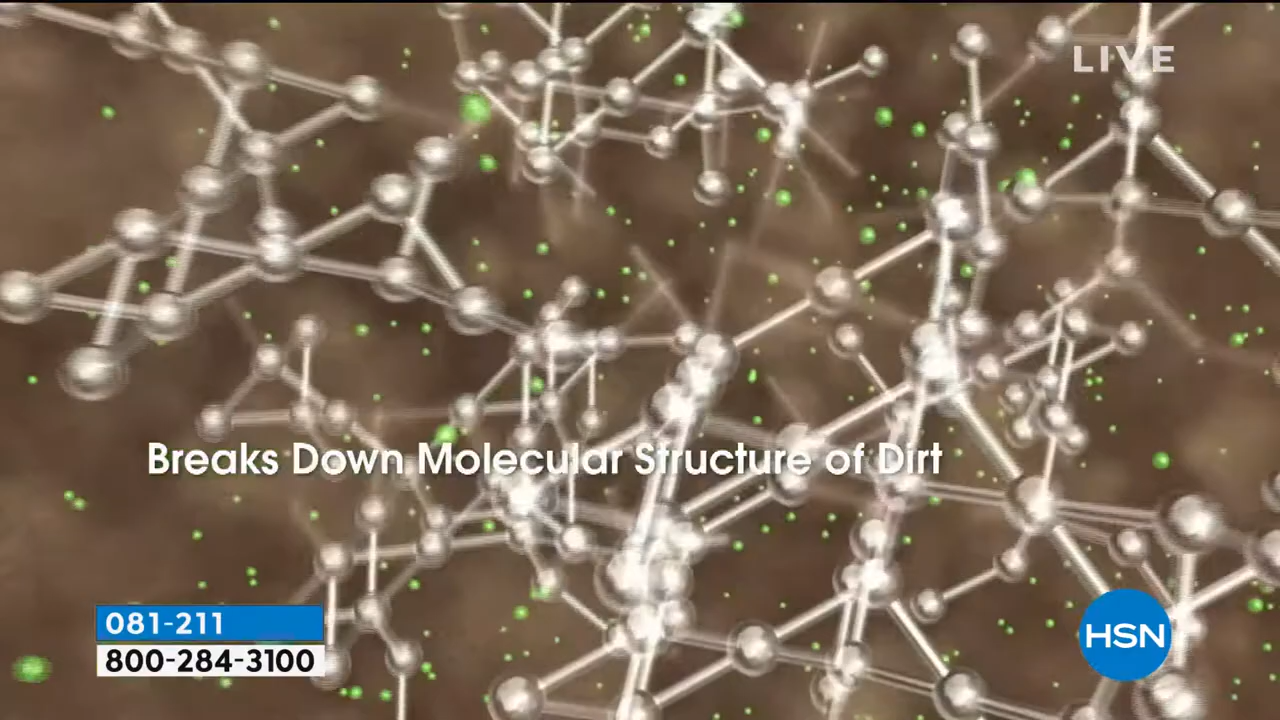 LIVE
Breaks Down Molecular Structure of Dirt
081-211
800-284-3100
HSN